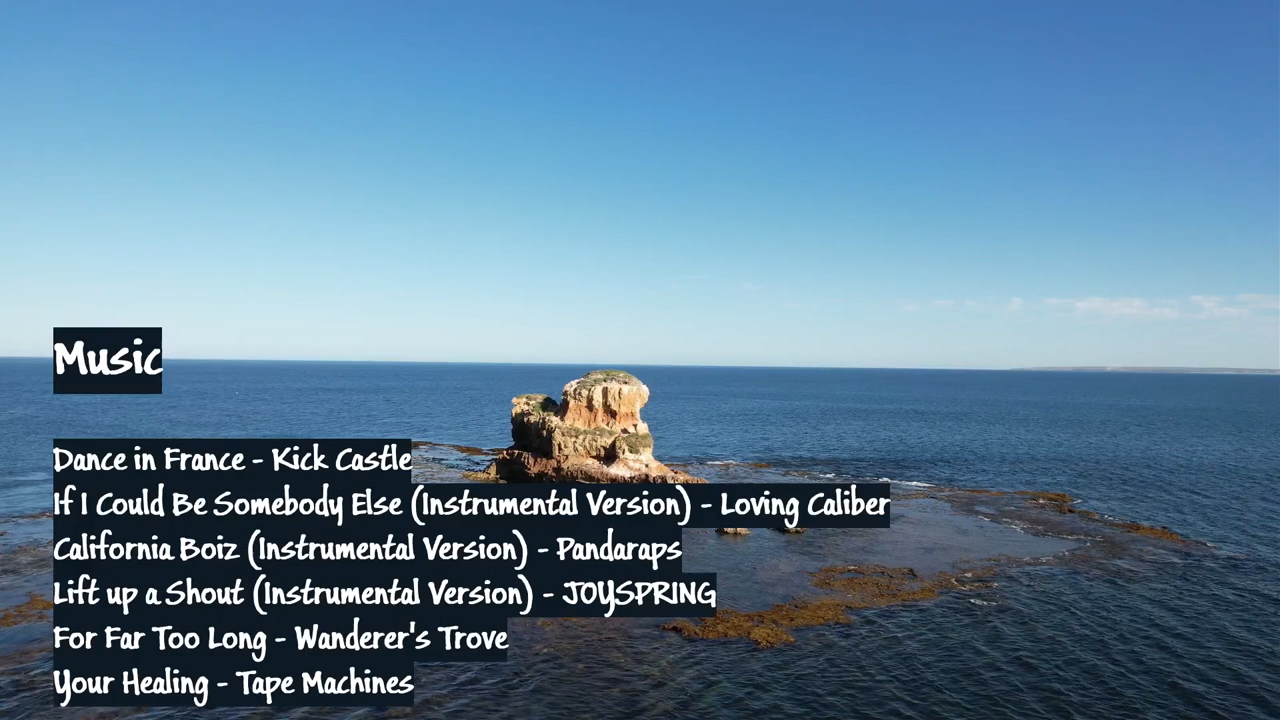 Music
Dance in France - Kick Castle
If I Could Be Somebody Else (Instrumental Version) - Loving Caliber
California Boiz (Instrumental Version) - Pandaraps
Lift up a Shout (Instrumental Version) - JOYSPRING
For Far Too Long - Wanderer's Trove
Your Healing - Tape Machines